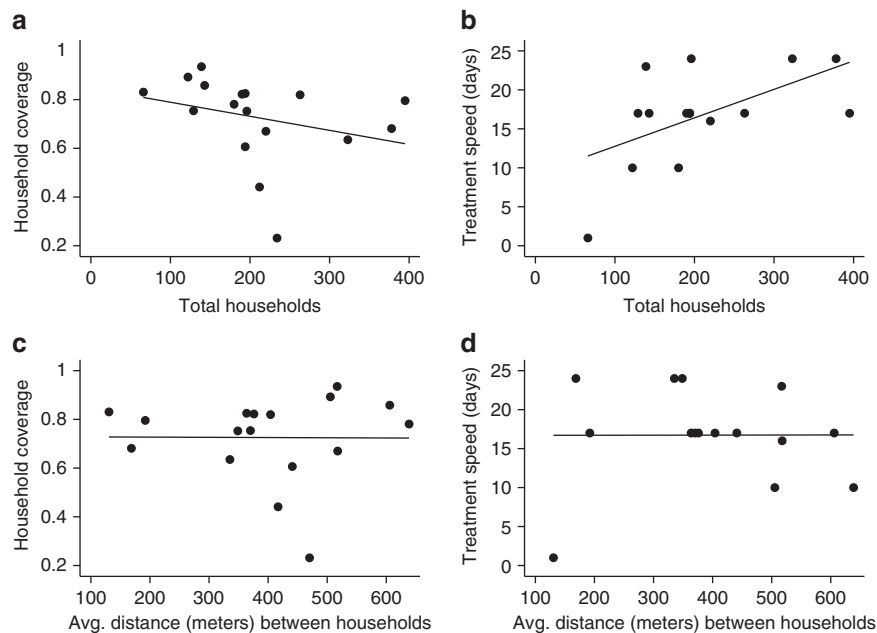 a
Household coverage
1
0.8
0.6
0.4
0.2
0 100 200 300 400
Total households
b
Treatment speed (days)
25
20
15
10
5
0
0 100 200 300 400
Total households
c
Household coverage
1
0.8
0.6
0.4
0.2
100 200 300 400 500 600
Avg. distance (meters) between households
d
Treatment speed (days)
25
20
15
10
5
0
100 200 300 400 500 600
Avg. distance (meters) between households